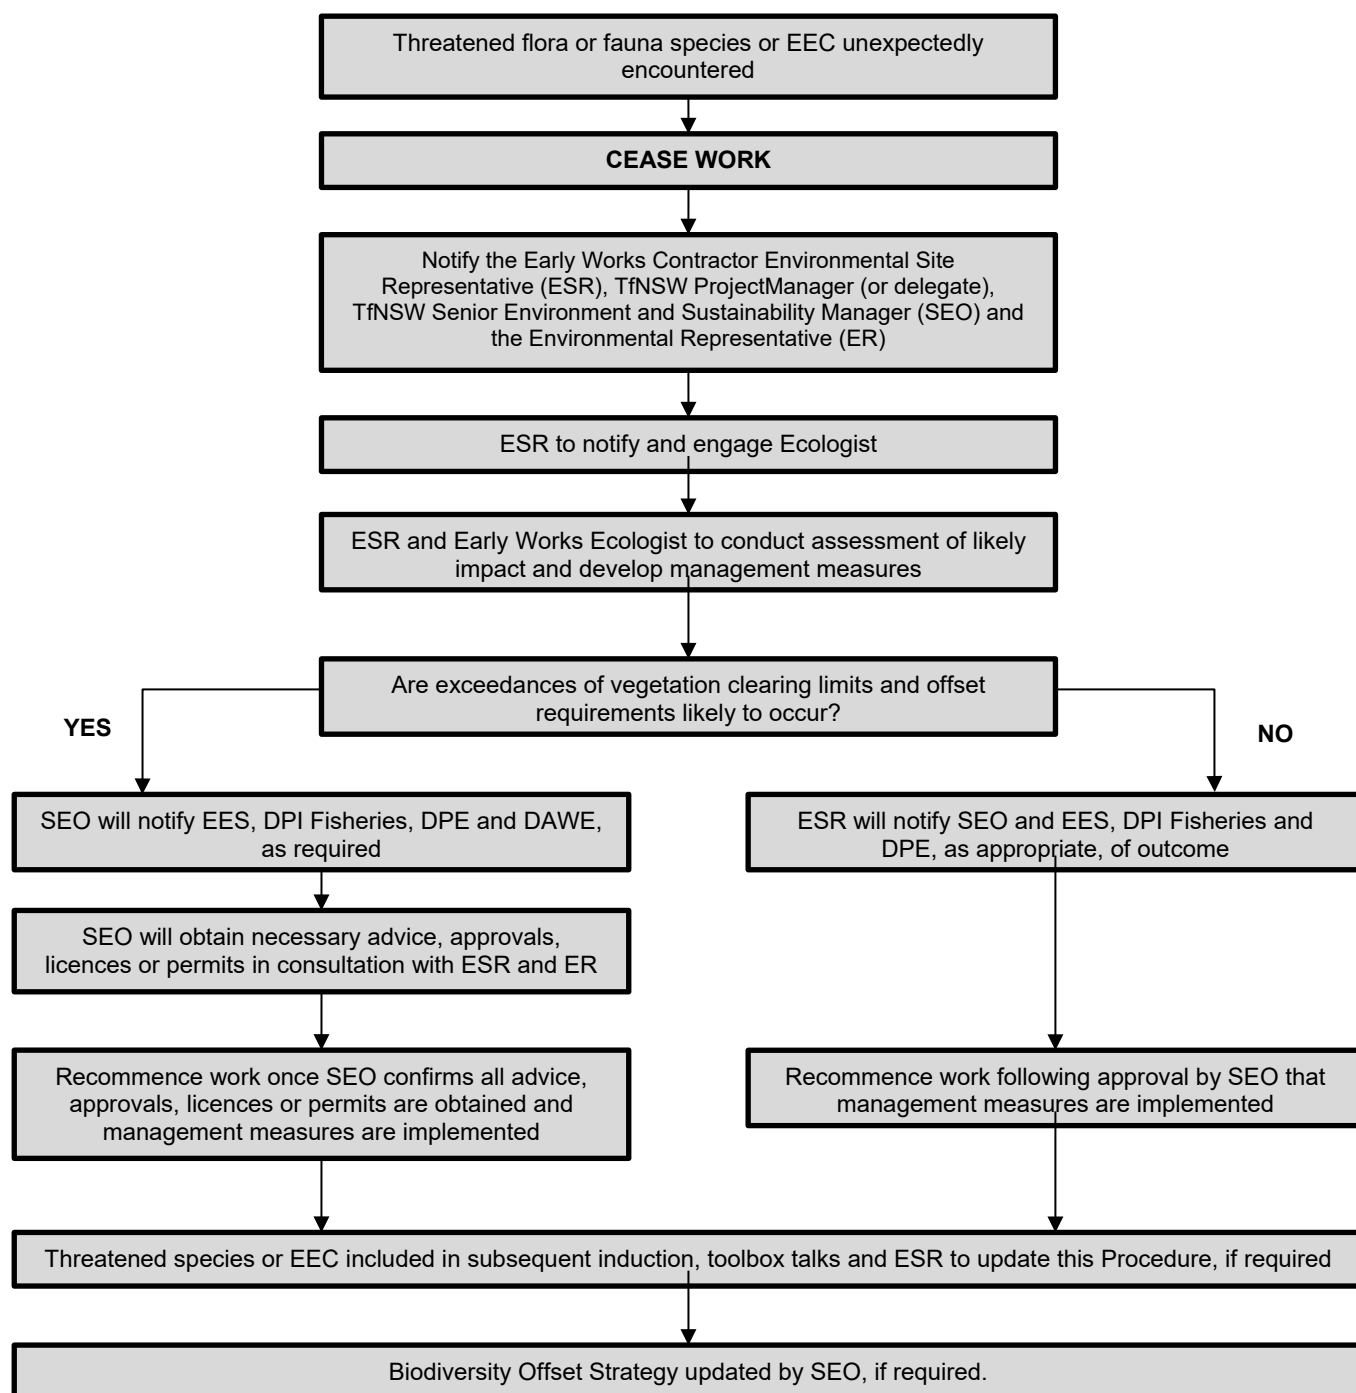 Threatened flora or fauna species or EEC unexpectedly
encountered
CEASE WORK
Notify the Early Works Contractor Environmental Site
Representative (ESR), TfNSW ProjectManager (or delegate),
TfNSW Senior Environment and Sustainability Manager (SEO) and
the Environmental Representative (ER)
ESR to notify and engage Ecologist
ESR and Early Works Ecologist to conduct assessment of likely
impact and develop management measures
Are exceedances of vegetation clearing limits and offset
requirements likely to occur?
YES
NO
SEO will notify EES, DPI Fisheries, DPE and DAWE,
as required
SEO will obtain necessary advice, approvals,
licences or permits in consultation with ESR and ER
Recommence work once SEO confirms all advice,
approvals, licences or permits are obtained and
management measures are implemented
ESR will notify SEO and EES, DPI Fisheries and
DPE, as appropriate, of outcome
Recommence work following approval by SEO that
management measures are implemented
Threatened species or EEC included in subsequent induction, toolbox talks and ESR to update this Procedure, if required
Biodiversity Offset Strategy updated by SEO, if required.